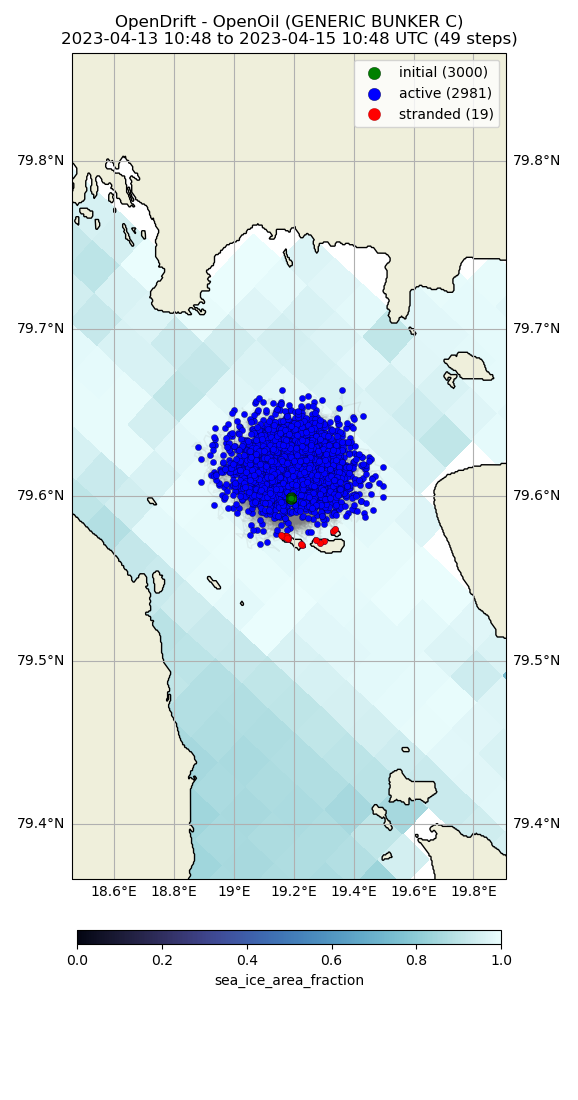 OpenDrift - OpenOil (GENERIC BUNKER C)
2023-04-13 10:48 to 2023-04-15 10:48 UTC (49 steps)
initial (3000)
active (2981)
stranded (19)
79.8°N 79.8°N
79.7°N 79.7°N
79.6°N 79.6°N
79.5°N 79.5°N
79.4°N 79.4°N
18.6°E 18.8°E 19°E 19.2°E 19.4°E 19.6°E 19.8°E
0.0 0.2 0.4 0.6 0.8 1.0
sea_ice_area_fraction